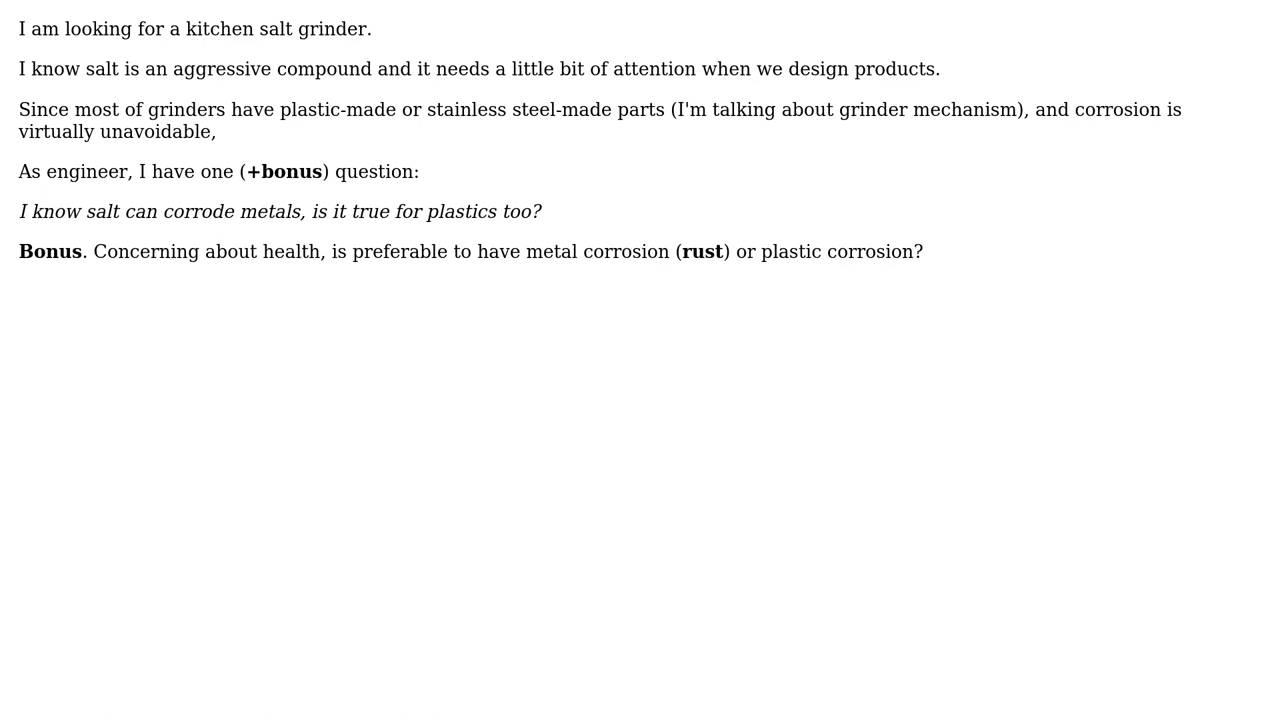 I am looking for a kitchen salt grinder.
I know salt is an aggressive compound and it needs a little bit of attention when we design products.
Since most of grinders have plastic-made or stainless steel-made parts (I'm talking about grinder mechanism), and corrosion is
virtually unavoidable,
As engineer, I have one (+bonus) question:
I know salt can corrode metals, is it true for plastics too?
Bonus. Concerning about health, is preferable to have metal corrosion (rust) or plastic corrosion?